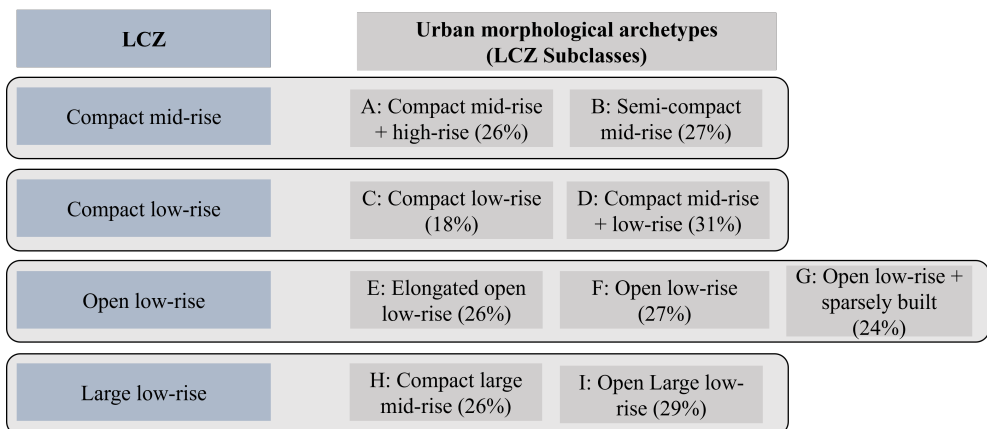 LCZ
Urban morphological archetypes
(LCZ Subclasses)
Compact mid-rise
A: Compact mid-rise
+ high-rise (26%)
B: Semi-compact
mid-rise (27%)
Compact low-rise
C: Compact low-rise
(18%)
D: Compact mid-rise
+ low-rise (31%)
Open low-rise
E: Elongated open
low-rise (26%)
F: Open low-rise
(27%)
G: Open low-rise +
sparsely built
(24%)
Large low-rise
H: Compact large
mid-rise (26%)
I: Open Large low-
rise (29%)